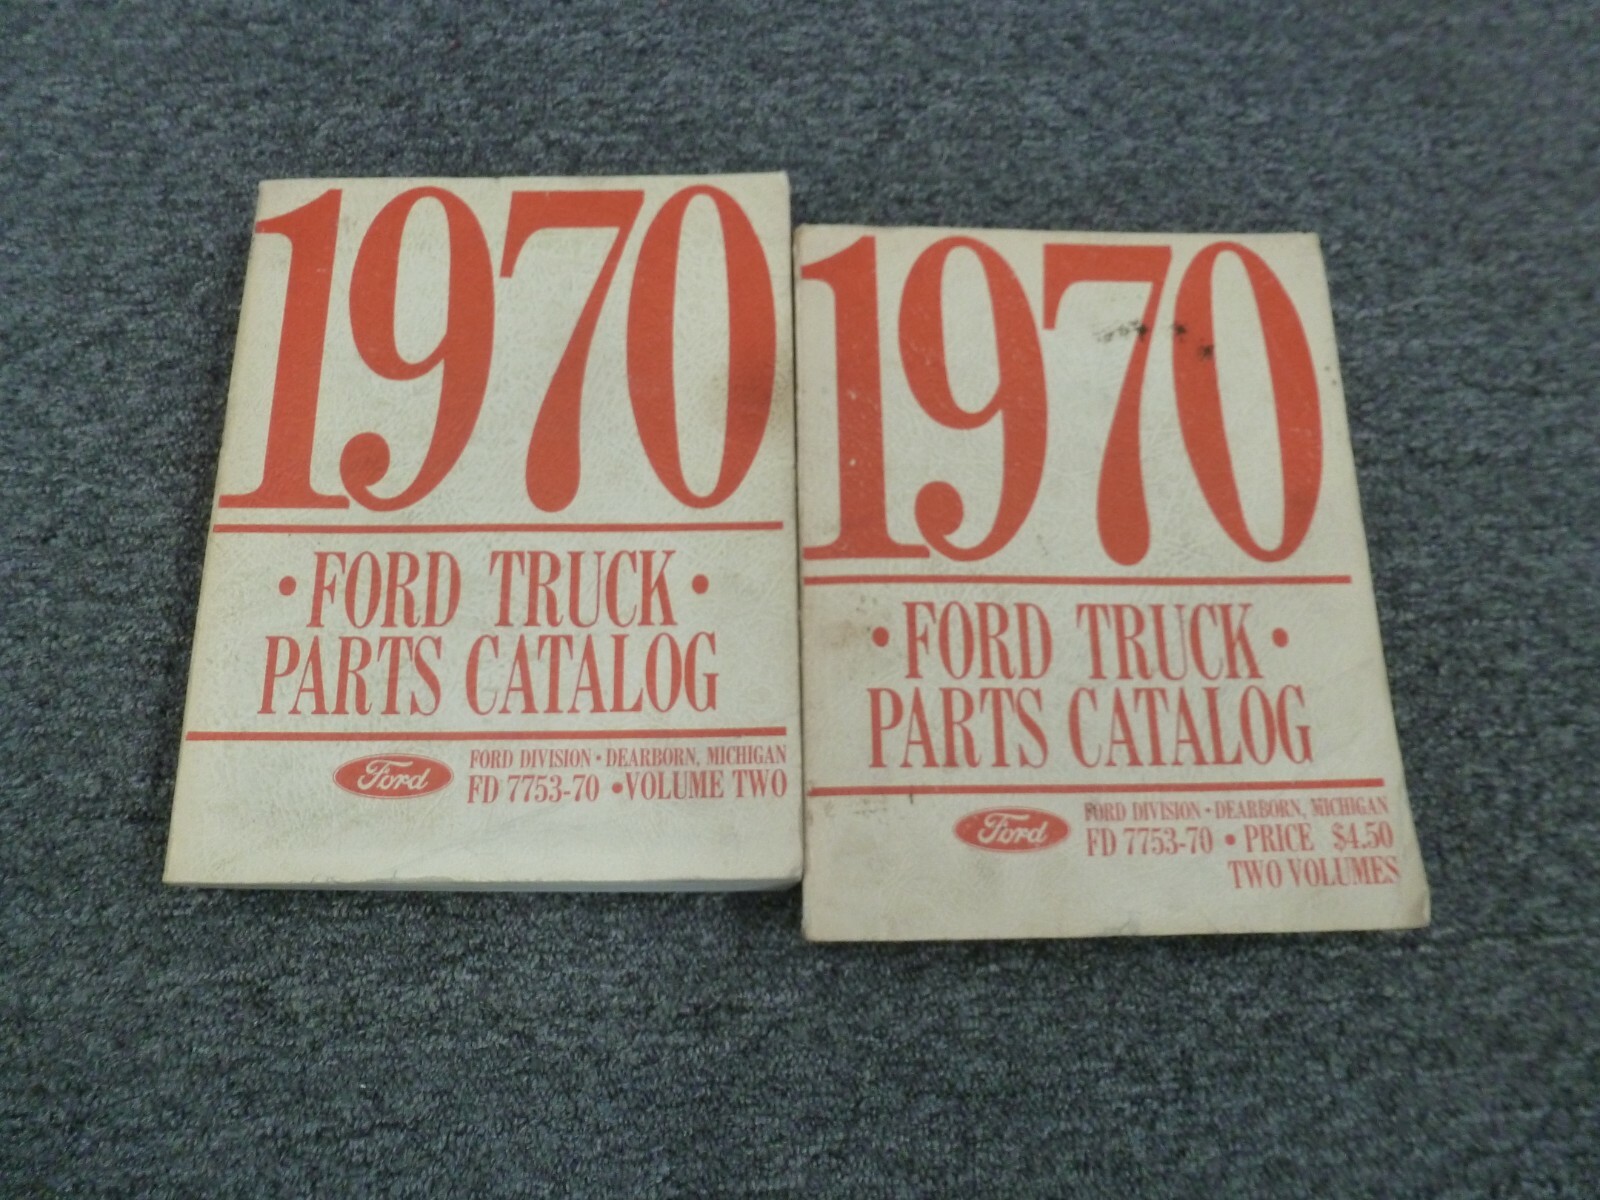 1970
• FORD TRUCK •
PARTS CATALOG
Ford
FORD DIVISION • DEARBORN, MICHIGAN
FD 7753-70 • VOLUME TWO
1970
• FORD TRUCK •
PARTS CATALOG
Ford
FORD DIVISION • DEARBORN, MICHIGAN
FD 7753-70 • PRICE $4.50
TWO VOLUMES